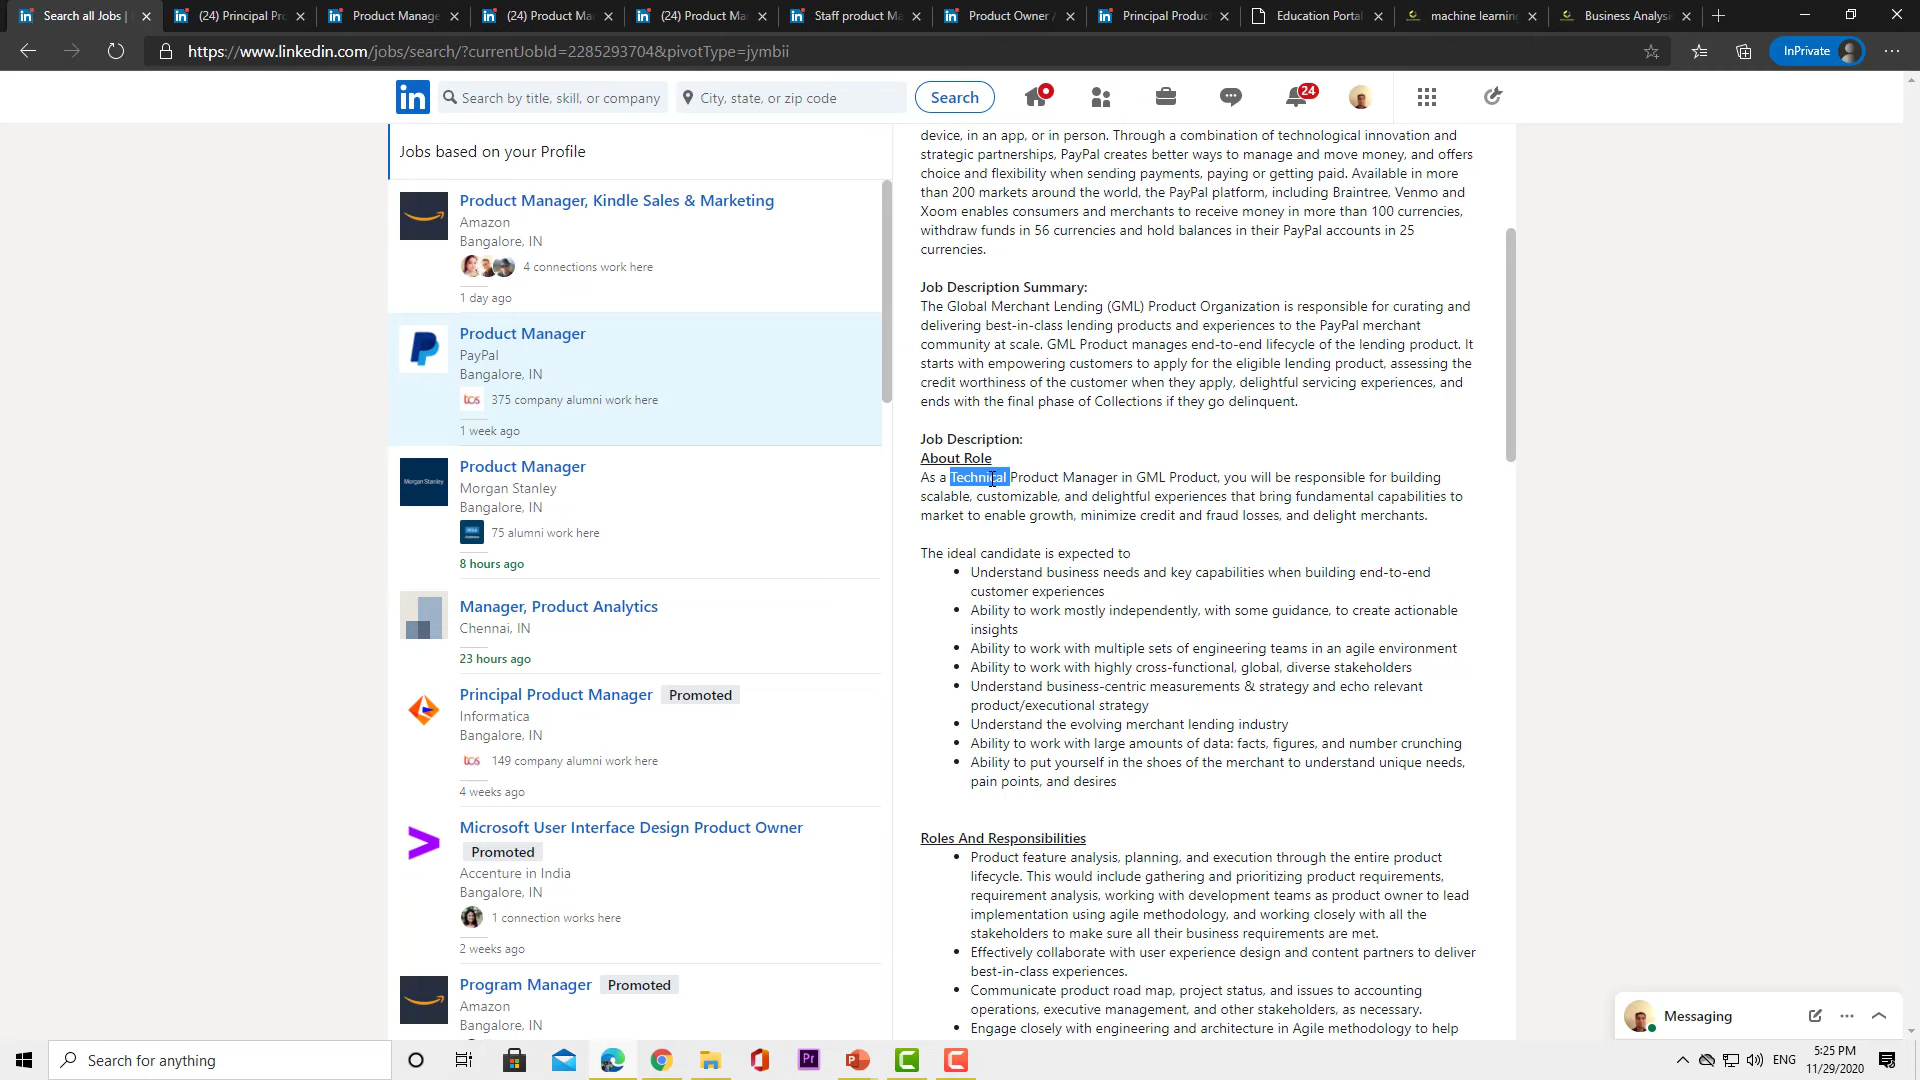 Search all Jobs |
(24) Principal Pr
Product Manage
(24) Product Ma
(24) Product Ma
Staff product M
Product Owner /
Principal Produc
Education Portal
machine learning
Business Analysi
https://www.linkedin.com/jobs/search/?currentJobId=2285293704&pivotType=jymbii
InPrivate
in
Search by title, skill, or company
City, state, or zip code
Search
24
Jobs based on your Profile
Product Manager, Kindle Sales & Marketing
Amazon
Bangalore, IN
4 connections work here
1 day ago
Product Manager
PayPal
Bangalore, IN
tcs
375 company alumni work here
1 week ago
Morgan Stanley
Product Manager
Morgan Stanley
Bangalore, IN
75 alumni work here
8 hours ago
Manager, Product Analytics
Chennai, IN
23 hours ago
Principal Product Manager Promoted
Informatica
Bangalore, IN
tcs
149 company alumni work here
4 weeks ago
Microsoft User Interface Design Product Owner
Promoted
Accenture in India
Bangalore, IN
1 connection works here
2 weeks ago
Program Manager Promoted
Amazon
Bangalore, IN
device, in an app, or in person. Through a combination of technological innovation and
strategic partnerships, PayPal creates better ways to manage and move money, and offers
choice and flexibility when sending payments, paying or getting paid. Available in more
than 200 markets around the world, the PayPal platform, including Braintree, Venmo and
Xoom enables consumers and merchants to receive money in more than 100 currencies,
withdraw funds in 56 currencies and hold balances in their PayPal accounts in 25
currencies.
Job Description Summary:
The Global Merchant Lending (GML) Product Organization is responsible for curating and
delivering best-in-class lending products and experiences to the PayPal merchant
community at scale. GML Product manages end-to-end lifecycle of the lending product. It
starts with empowering customers to apply for the eligible lending product, assessing the
credit worthiness of the customer when they apply, delightful servicing experiences, and
ends with the final phase of Collections if they go delinquent.
Job Description:
About Role
As a Technical Product Manager in GML Product, you will be responsible for building
scalable, customizable, and delightful experiences that bring fundamental capabilities to
market to enable growth, minimize credit and fraud losses, and delight merchants.
The ideal candidate is expected to
• Understand business needs and key capabilities when building end-to-end
customer experiences
• Ability to work mostly independently, with some guidance, to create actionable
insights
• Ability to work with multiple sets of engineering teams in an agile environment
• Ability to work with highly cross-functional, global, diverse stakeholders
• Understand business-centric measurements & strategy and echo relevant
product/executional strategy
• Understand the evolving merchant lending industry
• Ability to work with large amounts of data: facts, figures, and number crunching
• Ability to put yourself in the shoes of the merchant to understand unique needs,
pain points, and desires
Roles And Responsibilities
• Product feature analysis, planning, and execution through the entire product
lifecycle. This would include gathering and prioritizing product requirements,
requirement analysis, working with development teams as product owner to lead
implementation using agile methodology, and working closely with all the
stakeholders to make sure all their business requirements are met.
• Effectively collaborate with user experience design and content partners to deliver
best-in-class experiences.
• Communicate product road map, project status, and issues to accounting
operations, executive management, and other stakeholders, as necessary.
• Engage closely with engineering and architecture in Agile methodology to help
Messaging
Search for anything
Pr
ENG
5:25 PM
11/29/2020